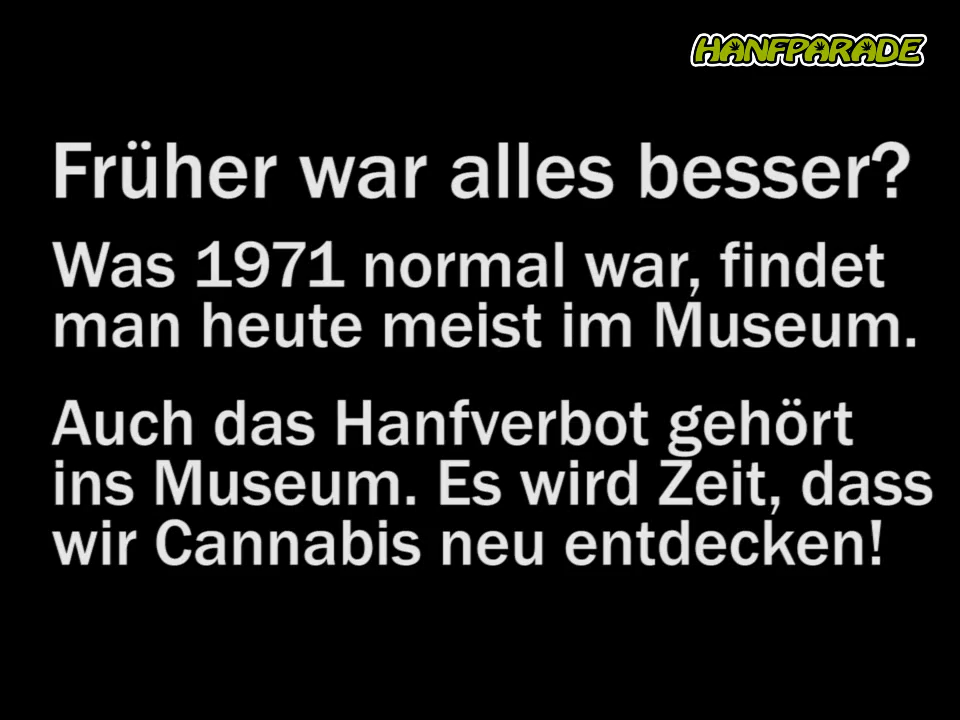 HANFPARADE
Früher war alles besser?
Was 1971 normal war, findet
man heute meist im Museum.
Auch das Hanfverbot gehört
ins Museum. Es wird Zeit, dass
wir Cannabis neu entdecken!